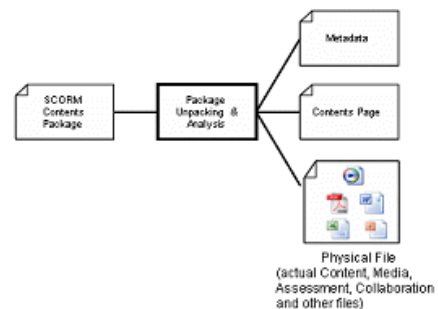 Metadata
SCORM
Contents
Package
Package
Unpacking &
Analysis
Contents Page
Physical File
(actual Content, Media,
Assessment, Collaboration
and other files)